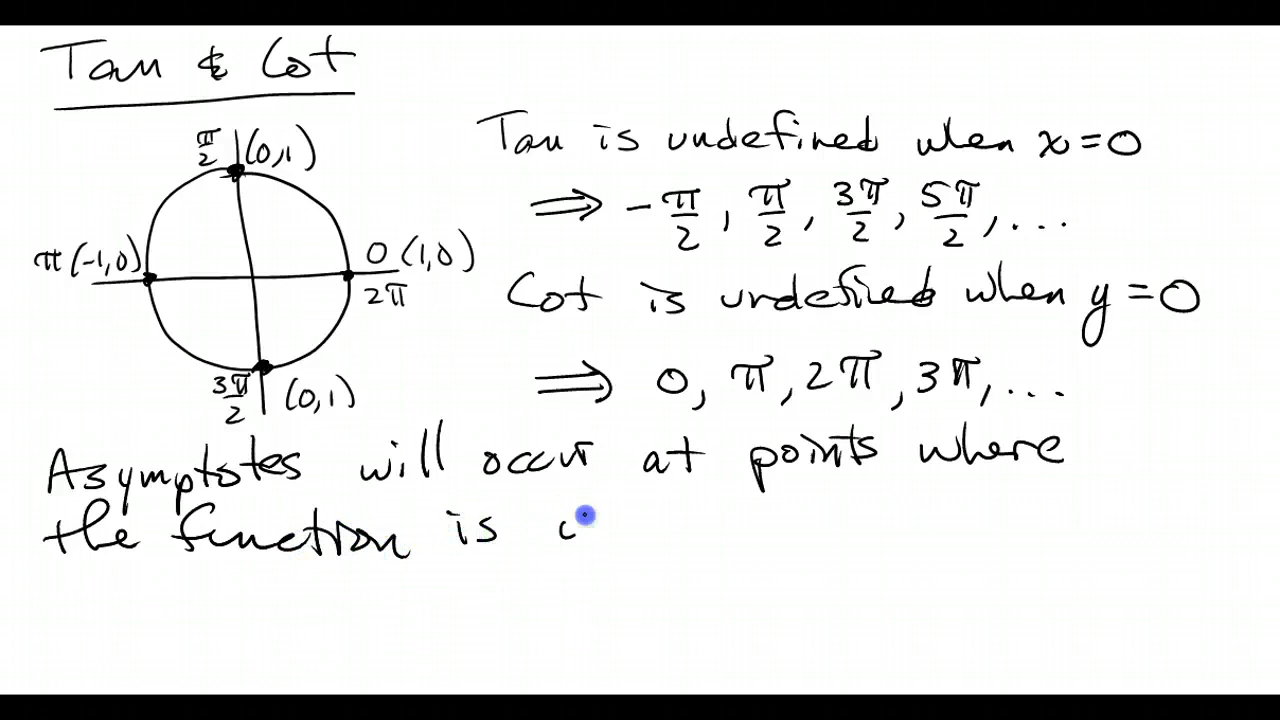 Tan & Cot
π/2 (0,1)
Tan is undefined when x=0
⟹ -π/2, π/2, 3π/2, 5π/2, ...
π (-1,0)
0 (1,0)
2π
Cot is undefined when y=0
⟹ 0, π, 2π, 3π, ...
3π/2 (0,1)
Asymptotes will occur at points where
the function is